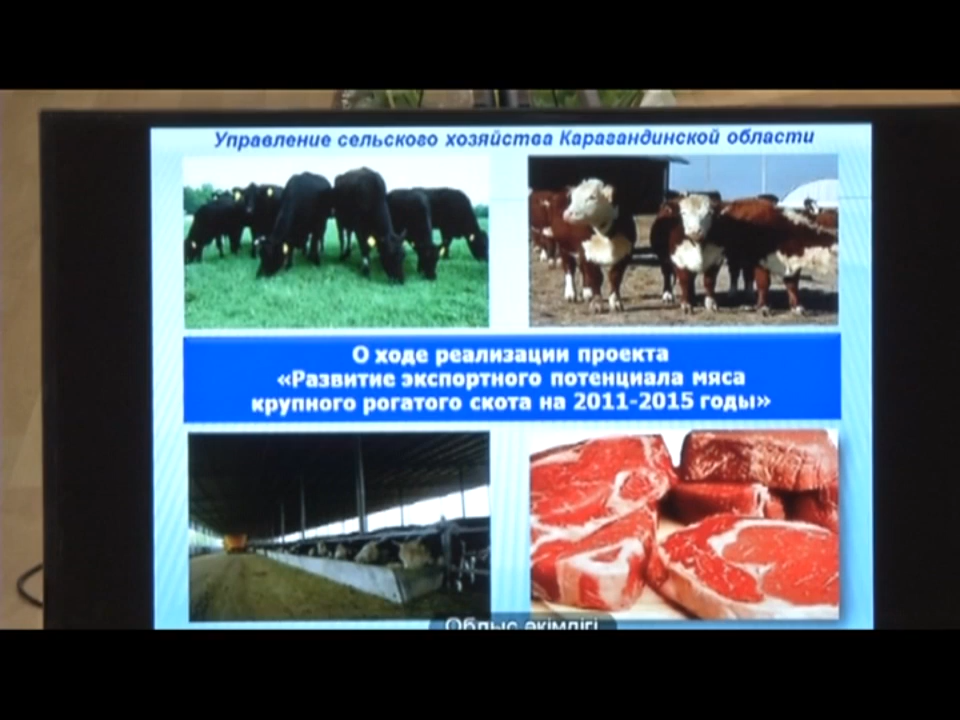 Управление сельского хозяйства Карагандинской области
О ходе реализации проекта
«Развитие экспортного потенциала мяса
крупного рогатого скота на 2011-2015 годы»
Облыс әкімдігі